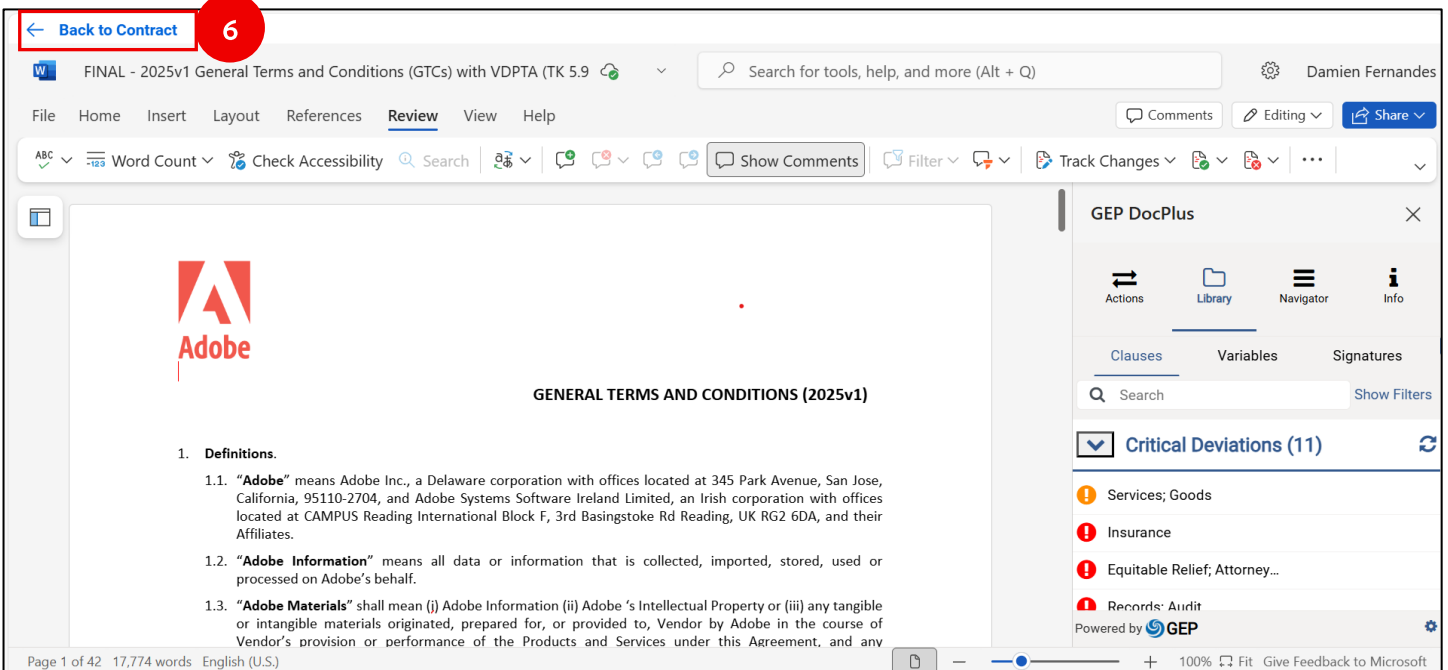 Back to Contract
6
FINAL - 2025v1 General Terms and Conditions (GTCs) with VDPTA (TK 5.9
Search for tools, help, and more (Alt + Q)
Damien Fernandes
File Home Insert Layout References Review View Help
Comments Editing Share
ABC -123 Word Count Check Accessibility Search Show Comments Filter Track Changes
GEP DocPlus
Actions Library Navigator Info
Clauses Variables Signatures
Search Show Filters
Critical Deviations (11)
Services; Goods
Insurance
Equitable Relief; Attorney...
Records; Audit
Powered by GEP
Adobe
GENERAL TERMS AND CONDITIONS (2025v1)
1. Definitions.
1.1. “Adobe” means Adobe Inc., a Delaware corporation with offices located at 345 Park Avenue, San Jose,
California, 95110-2704, and Adobe Systems Software Ireland Limited, an Irish corporation with offices
located at CAMPUS Reading International Block F, 3rd Basingstoke Rd Reading, UK RG2 6DA, and their
Affiliates.
1.2. “Adobe Information” means all data or information that is collected, imported, stored, used or
processed on Adobe’s behalf.
1.3. “Adobe Materials” shall mean (j) Adobe Information (ii) Adobe ‘s Intellectual Property or (iii) any tangible
or intangible materials originated, prepared for, or provided to, Vendor by Adobe in the course of
Vendor’s provision or performance of the Products and Services under this Agreement, and any
Page 1 of 42 17,774 words English (U.S.)
100% Fit Give Feedback to Microsoft